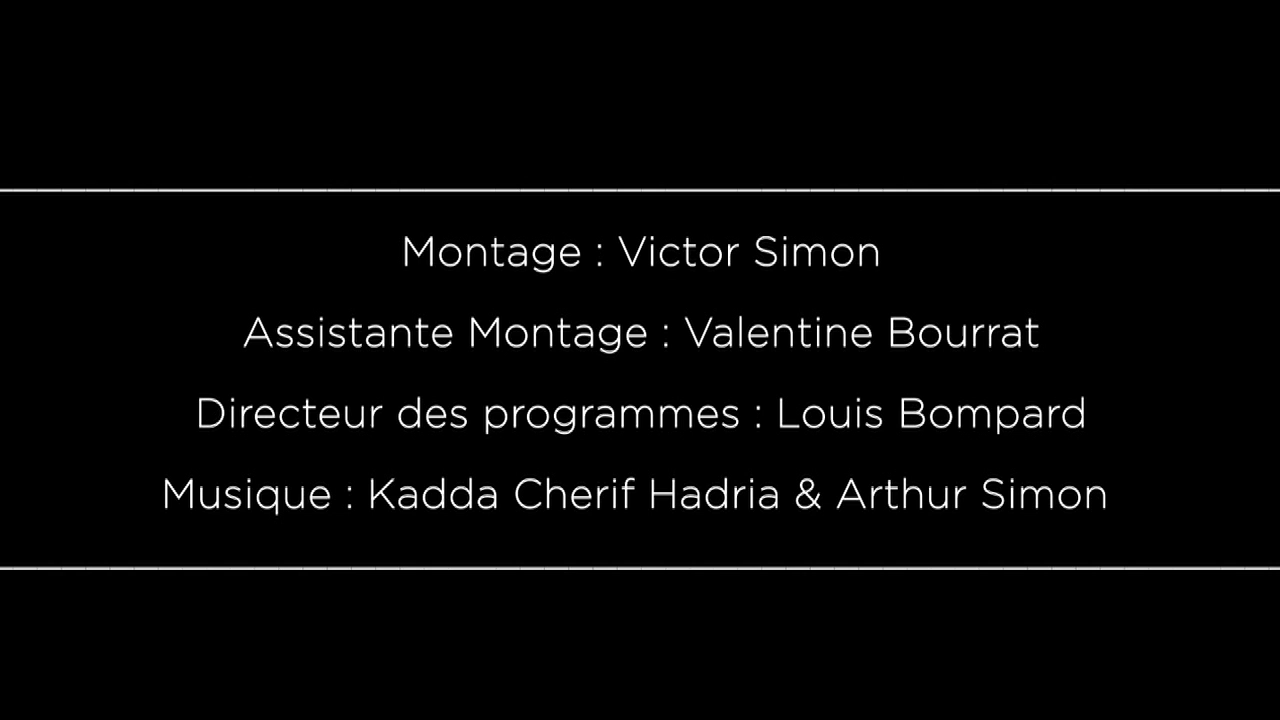 Montage : Victor Simon
Assistante Montage : Valentine Bourrat
Directeur des programmes : Louis Bompard
Musique : Kadda Cherif Hadria & Arthur Simon